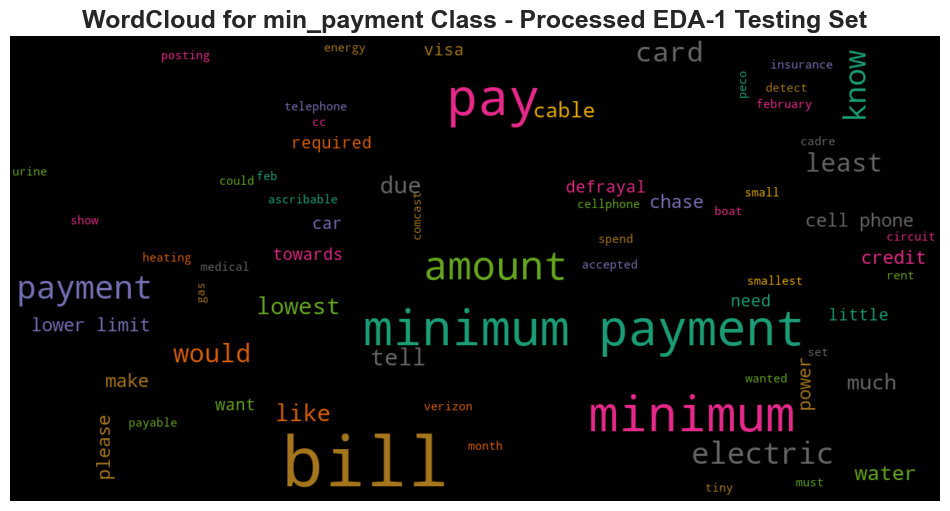 WordCloud for min_payment Class - Processed EDA-1 Testing Set
posting
energy
visa
card
insurance
know
peco
detect
february
pay
cable
telephone
cc
required
cadre
least
urine
could
feb
due
defrayal
small
ascribable
cellphone
chase
boat
show
car
comcast
cell phone
circuit
spend
towards
heating
medical
accepted
credit
amount
rent
smallest
payment
gas
lowest
need
little
lower limit
minimum payment
would
tell
set
make
wanted
power
much
want
like
verizon
minimum
please
payable
bill
month
electric
water
tiny
must